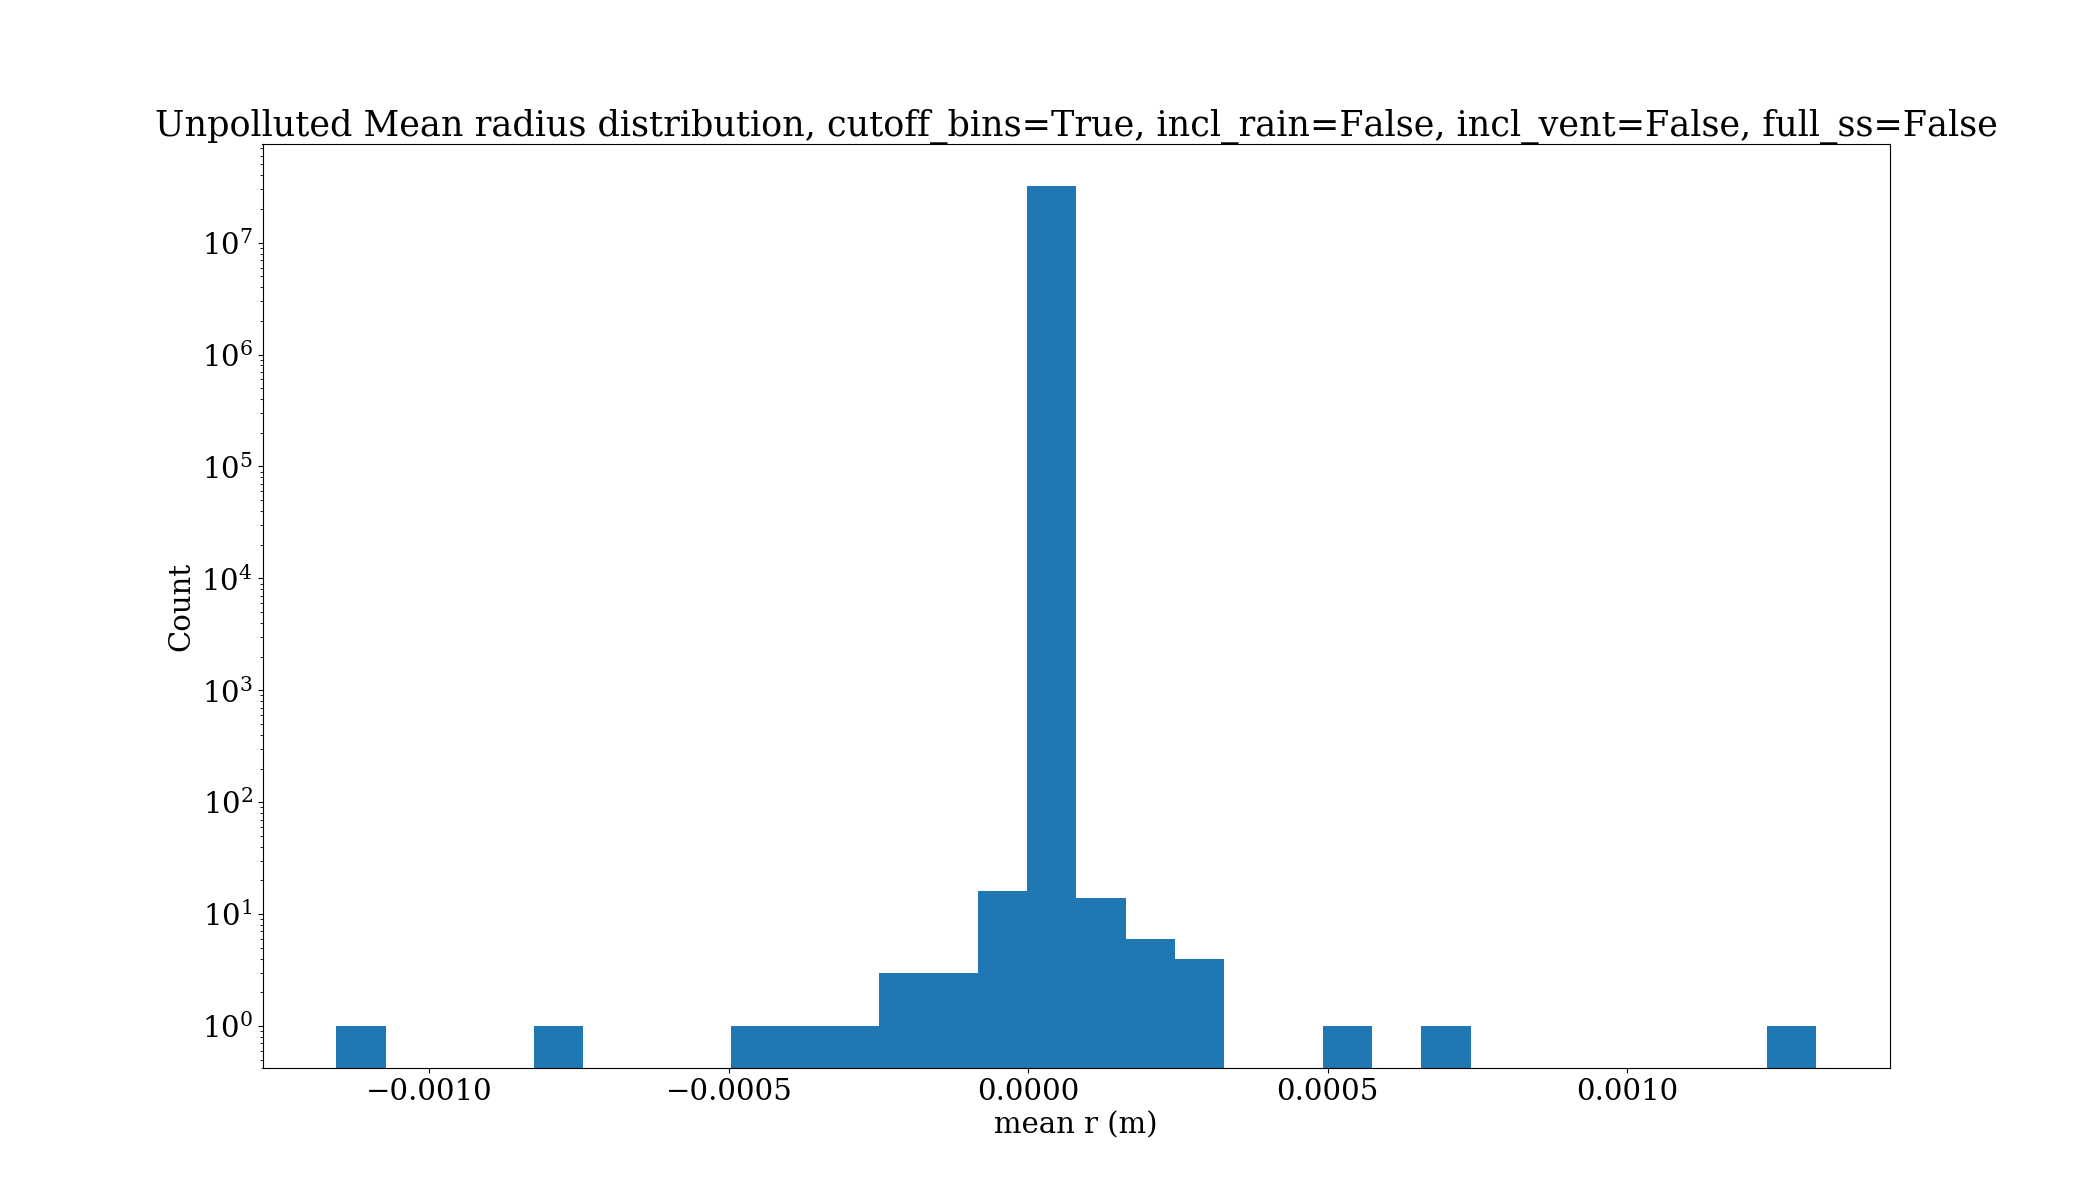 Unpolluted Mean radius distribution, cutoff_bins=True, incl_rain=False, incl_vent=False, full_ss=False
10⁷
10⁶
10⁵
10⁴
10³
10²
10¹
10⁰
Count
−0.0010 −0.0005 0.0000 0.0005 0.0010
mean r (m)